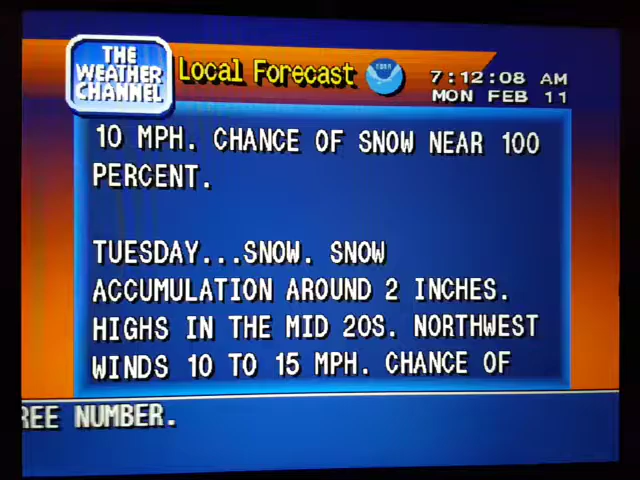 THE
WEATHER
CHANNEL
Local Forecast
7:12:08 AM
MON FEB 11
10 MPH. CHANCE OF SNOW NEAR 100
PERCENT.
TUESDAY...SNOW. SNOW
ACCUMULATION AROUND 2 INCHES.
HIGHS IN THE MID 20S. NORTHWEST
WINDS 10 TO 15 MPH. CHANCE OF
REE NUMBER.